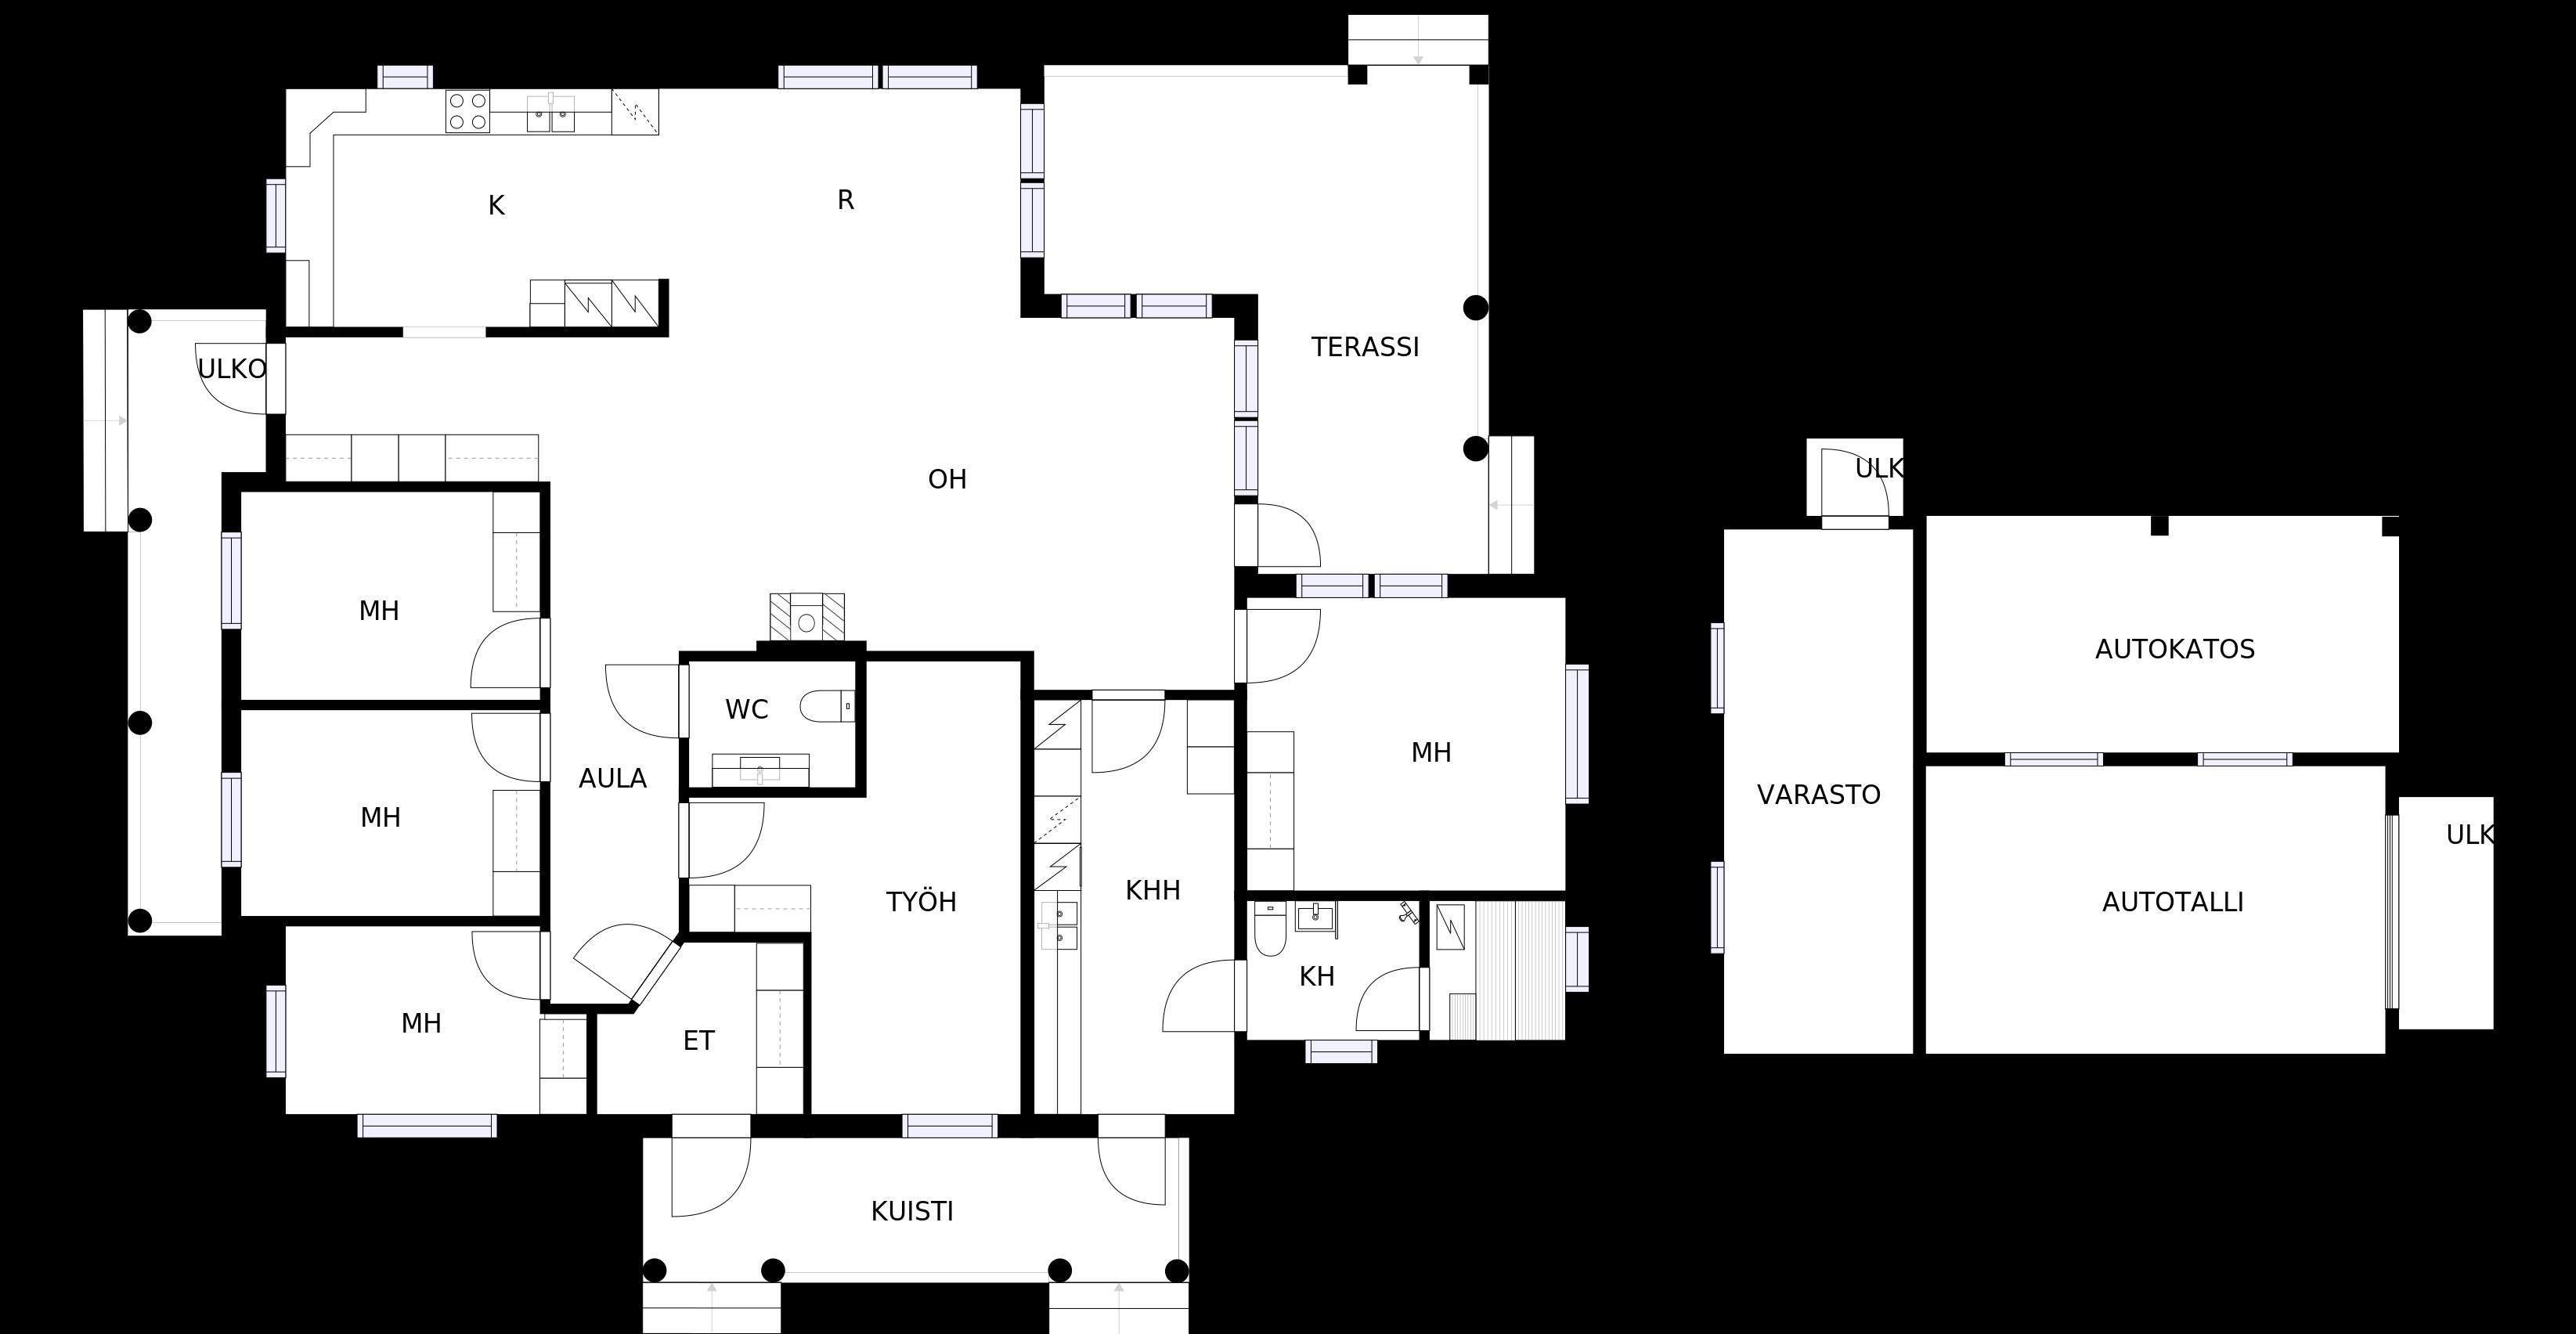 K
R
TERASSI
ULKO
ULK
OH
MH
AUTOKATOS
WC
MH
AULA
VARASTO
MH
ULK
KHH
TYÖH
AUTOTALLI
KH
MH
ET
KUISTI